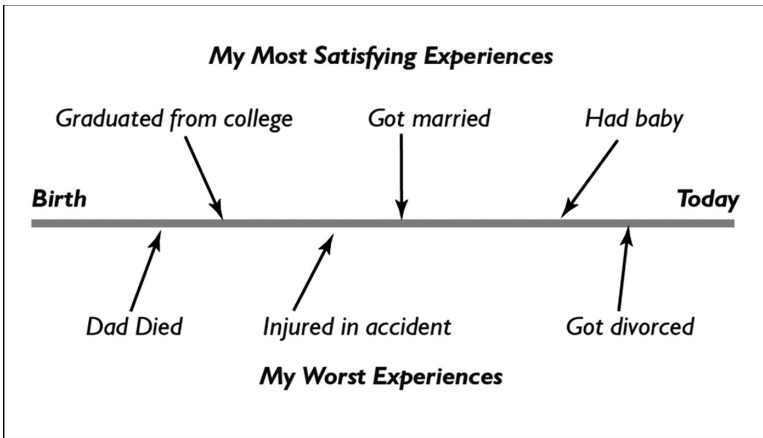 My Most Satisfying Experiences
Graduated from college
Got married
Had baby
Birth
Today
Dad Died
Injured in accident
Got divorced
My Worst Experiences